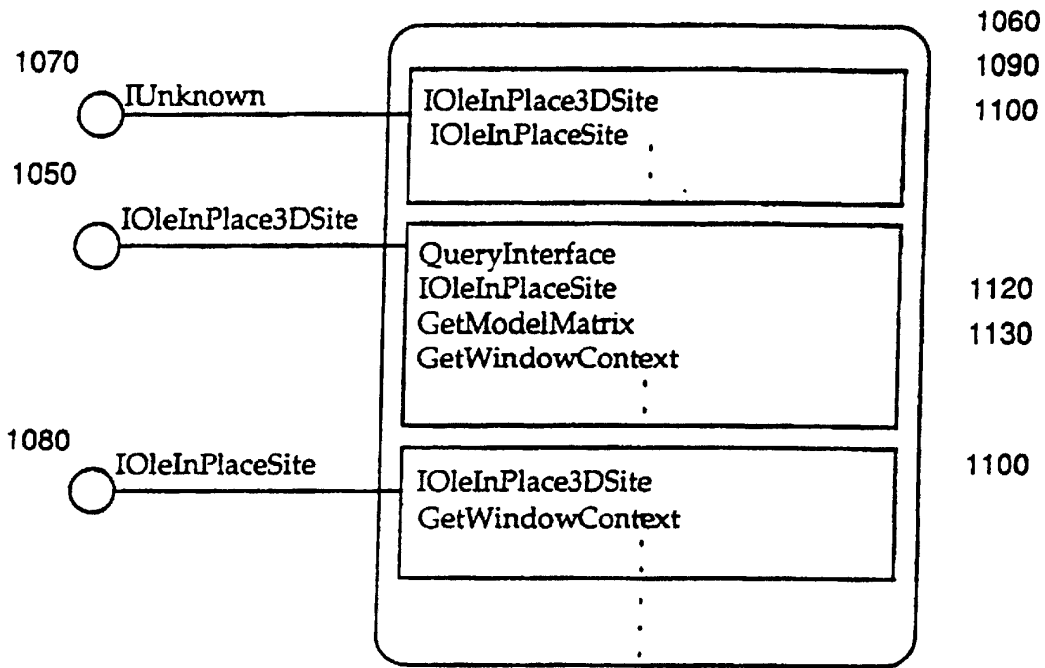 1060
1070
1090
IUnknown
IOleInPlace3DSite
1100
IOleInPlaceSite
1050
IOleInPlace3DSite
QueryInterface
IOleInPlaceSite
1120
GetModelMatrix
1130
GetWindowContext
1080
IOleInPlaceSite
IOleInPlace3DSite
1100
GetWindowContext